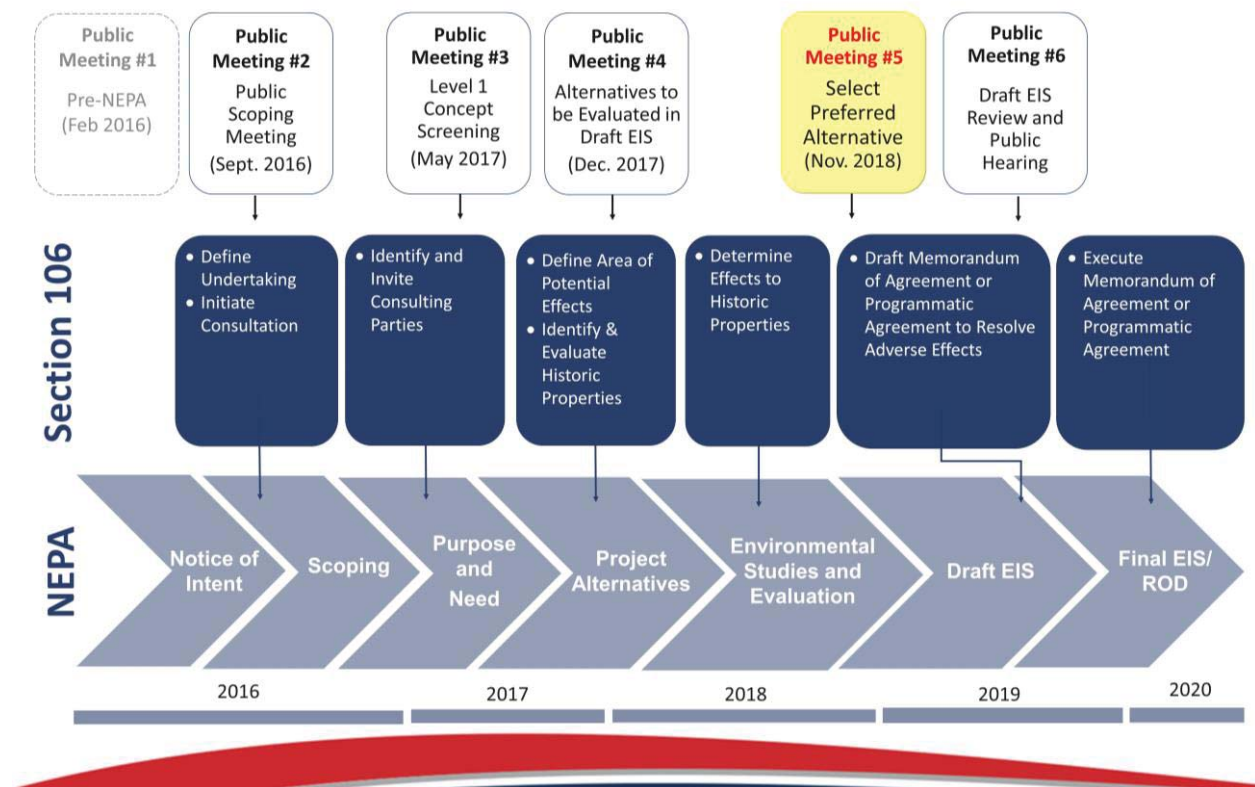 Public
Meeting #1
Pre-NEPA
(Feb 2016)
Public
Meeting #2
Public
Scoping
Meeting
(Sept. 2016)
Public
Meeting #3
Level 1
Concept
Screening
(May 2017)
Public
Meeting #4
Alternatives to
be Evaluated in
Draft EIS
(Dec. 2017)
Public
Meeting #5
Select
Preferred
Alternative
(Nov. 2018)
Public
Meeting #6
Draft EIS
Review and
Public
Hearing
Section 106
• Define
Undertaking
• Initiate
Consultation
• Identify and
Invite
Consulting
Parties
• Define Area of
Potential
Effects
• Identify &
Evaluate
Historic
Properties
• Determine
Effects to
Historic
Properties
• Draft Memorandum
of Agreement or
Programmatic
Agreement to Resolve
Adverse Effects
• Execute
Memorandum of
Agreement or
Programmatic
Agreement
NEPA
Notice of
Intent
Scoping
Purpose
and
Need
Project
Alternatives
Environmental
Studies and
Evaluation
Draft EIS
Final EIS/
ROD
2016
2017
2018
2019
2020